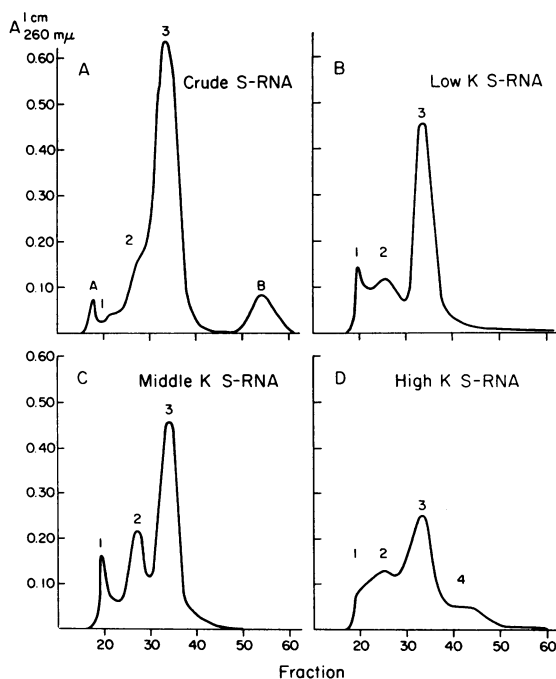 A 1 cm
260 mμ
A
Crude S-RNA
0.60
0.50
0.40
0.30
0.20
0.10
A
1
2
3
B
B
Low K S-RNA
1
2
3
C
Middle K S-RNA
0.60
0.50
0.40
0.30
0.20
0.10
1
2
3
20 30 40 50 60
D
High K S-RNA
1
2
3
4
20 30 40 50 60
Fraction